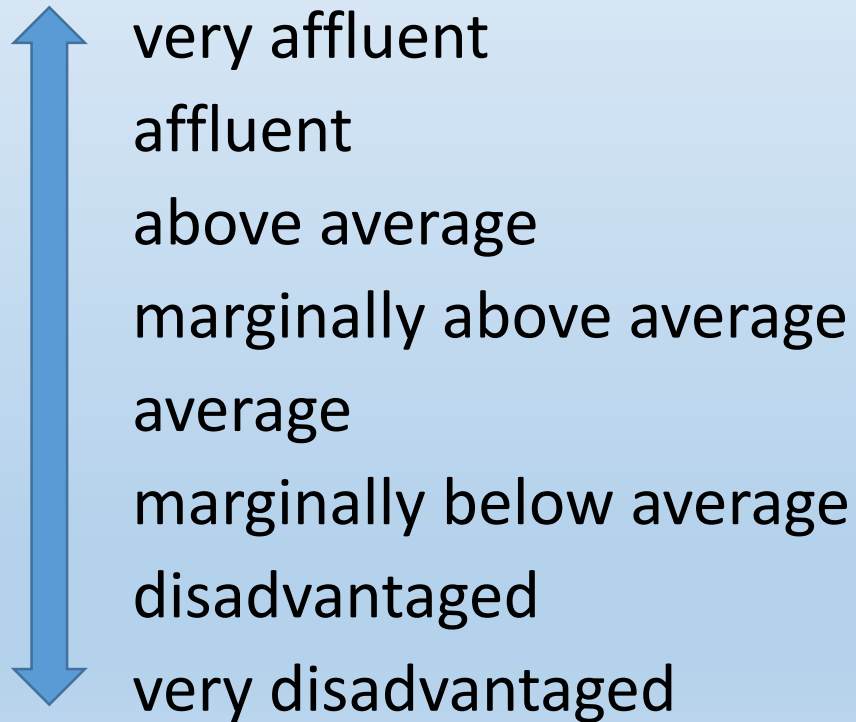 very affluent
affluent
above average
marginally above average
average
marginally below average
disadvantaged
very disadvantaged